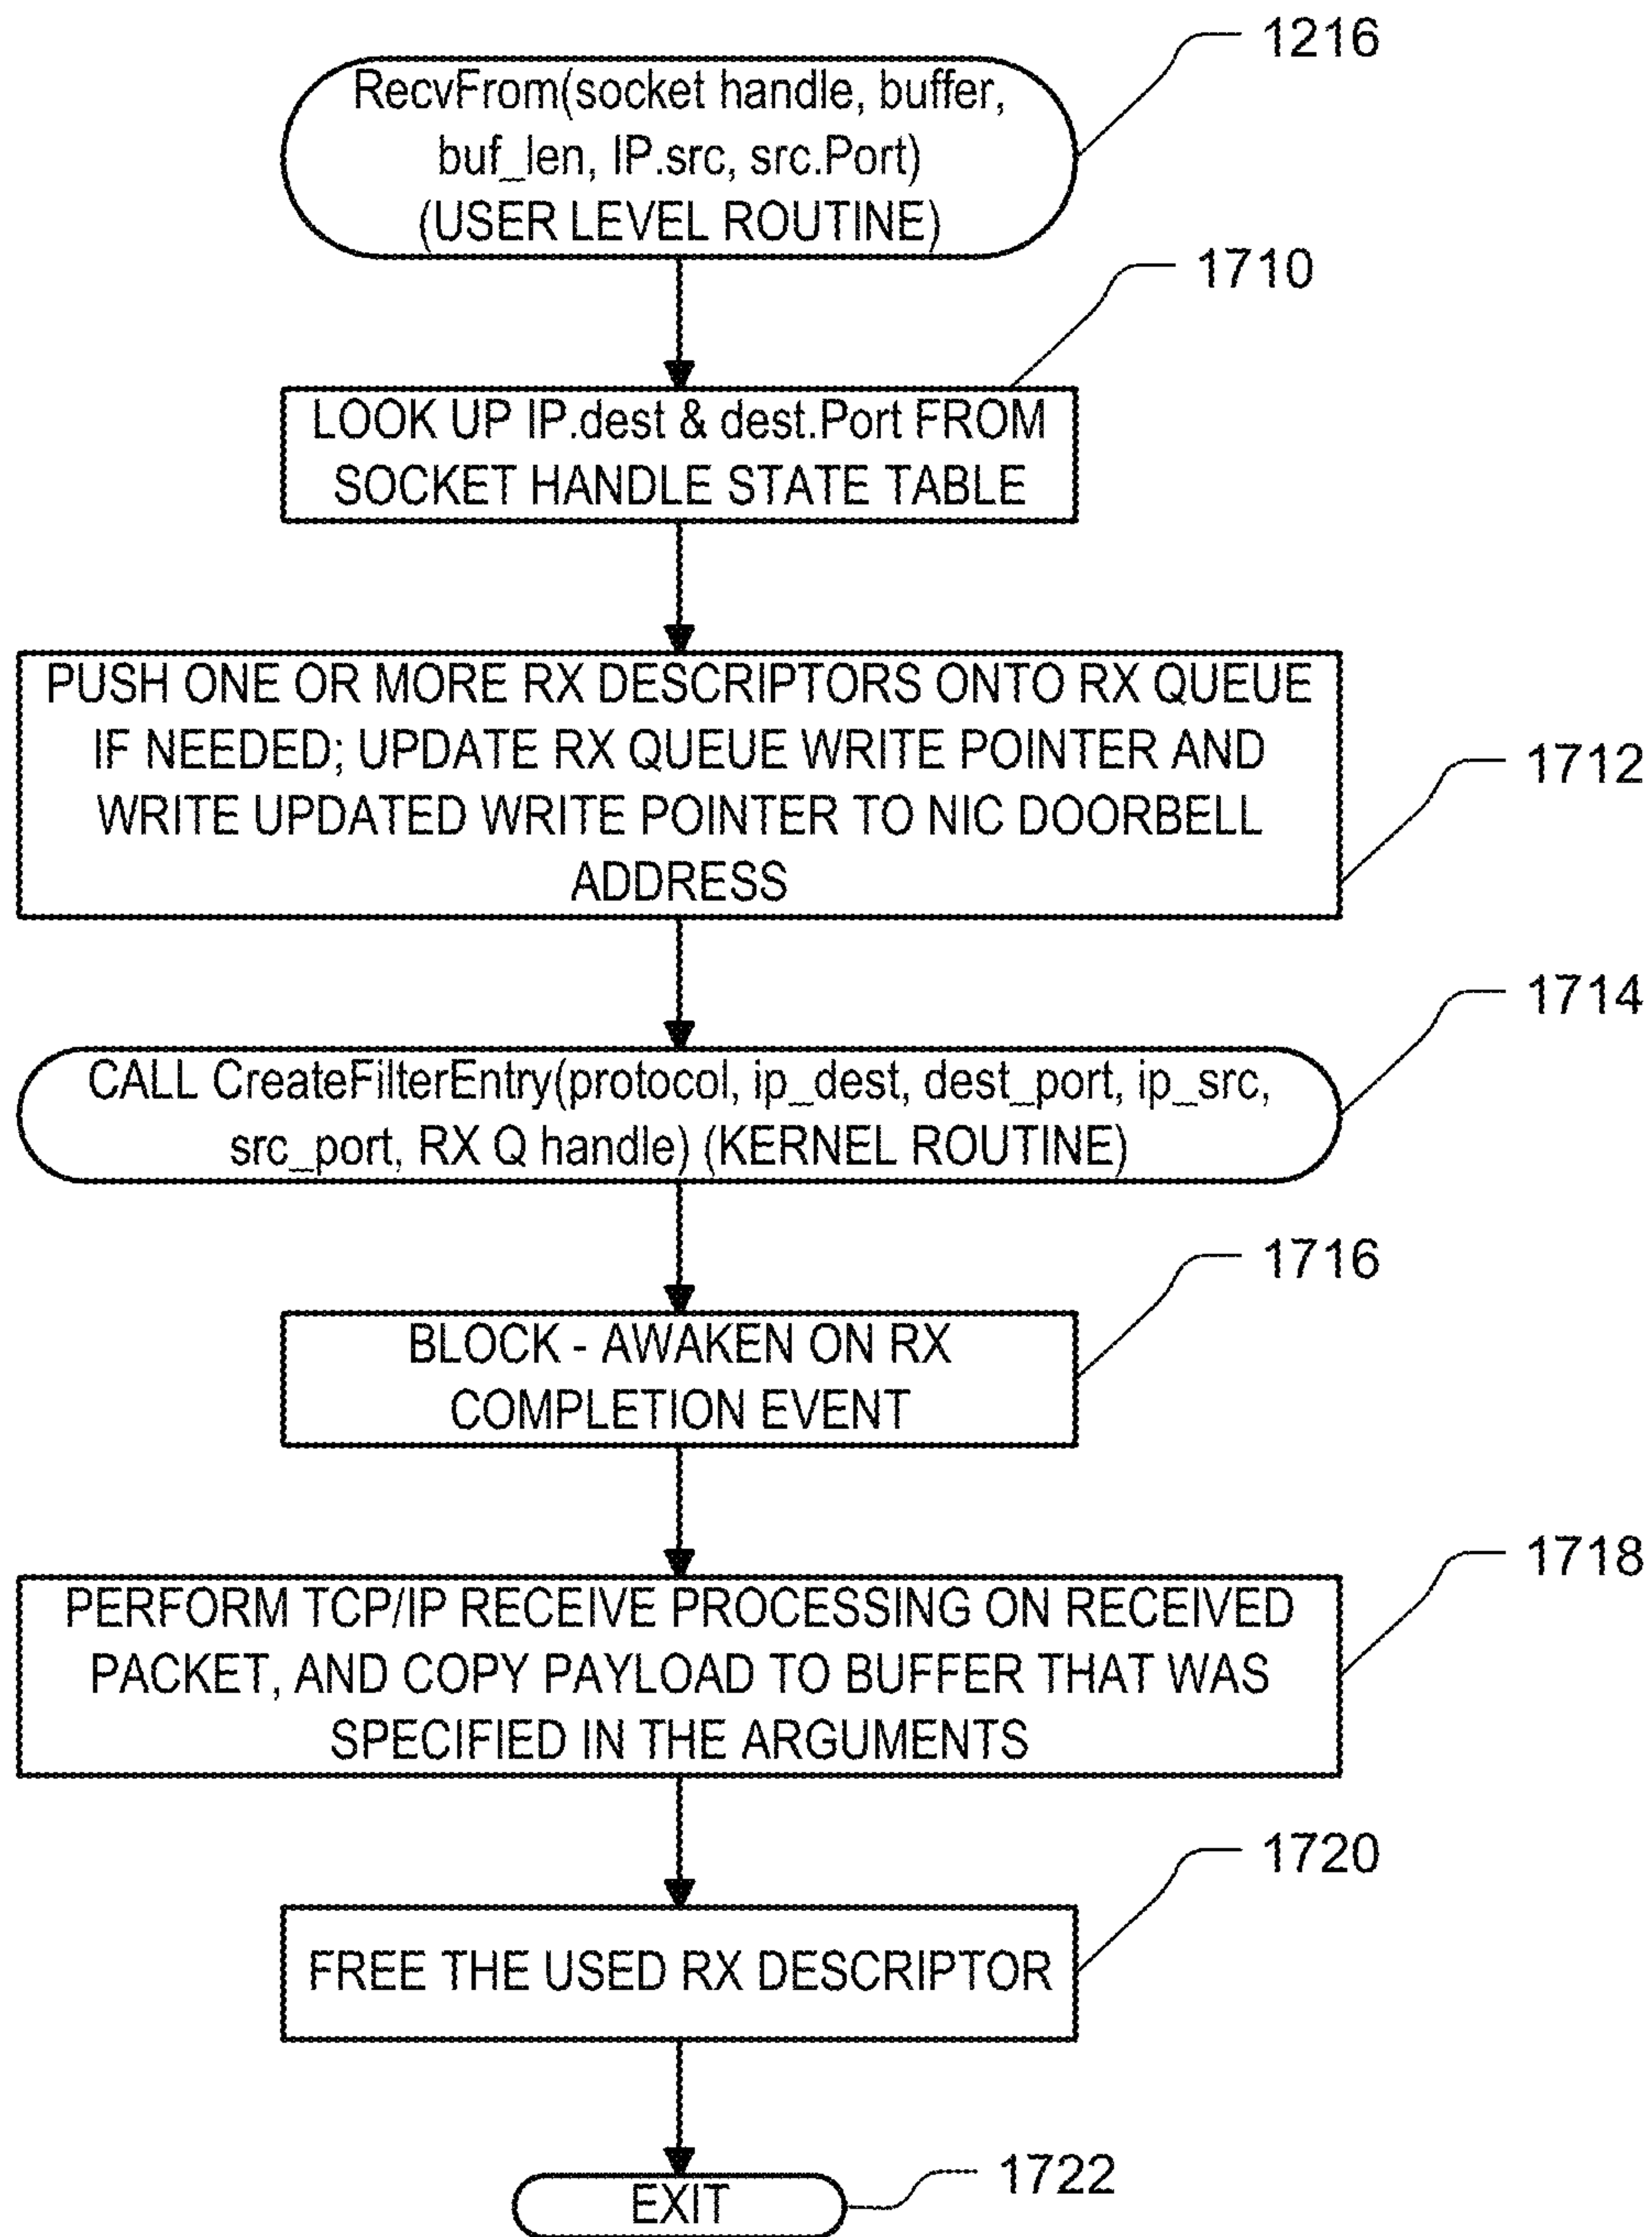 1216
RecvFrom(socket handle, buffer,
buf_len, IP.src, src.Port)
(USER LEVEL ROUTINE)
1710
LOOK UP IP.dest & dest.Port FROM
SOCKET HANDLE STATE TABLE
PUSH ONE OR MORE RX DESCRIPTORS ONTO RX QUEUE
IF NEEDED; UPDATE RX QUEUE WRITE POINTER AND
WRITE UPDATED WRITE POINTER TO NIC DOORBELL
ADDRESS
1712
1714
CALL CreateFilterEntry(protocol, ip_dest, dest_port, ip_src,
src_port, RX Q handle) (KERNEL ROUTINE)
1716
BLOCK - AWAKEN ON RX
COMPLETION EVENT
1718
PERFORM TCP/IP RECEIVE PROCESSING ON RECEIVED
PACKET, AND COPY PAYLOAD TO BUFFER THAT WAS
SPECIFIED IN THE ARGUMENTS
1720
FREE THE USED RX DESCRIPTOR
1722
EXIT